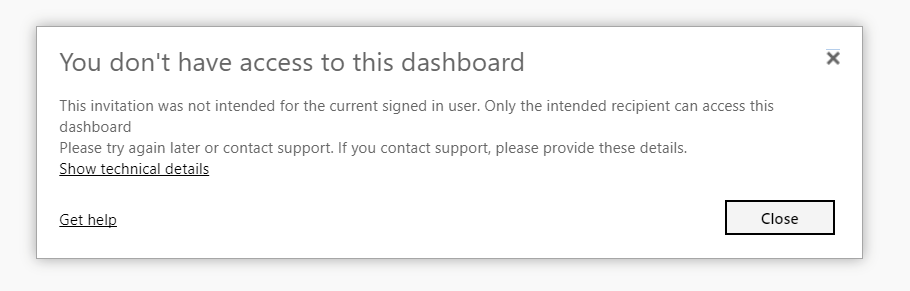 You don't have access to this dashboard
This invitation was not intended for the current signed in user. Only the intended recipient can access this
dashboard
Please try again later or contact support. If you contact support, please provide these details.
Show technical details
Get help
Close